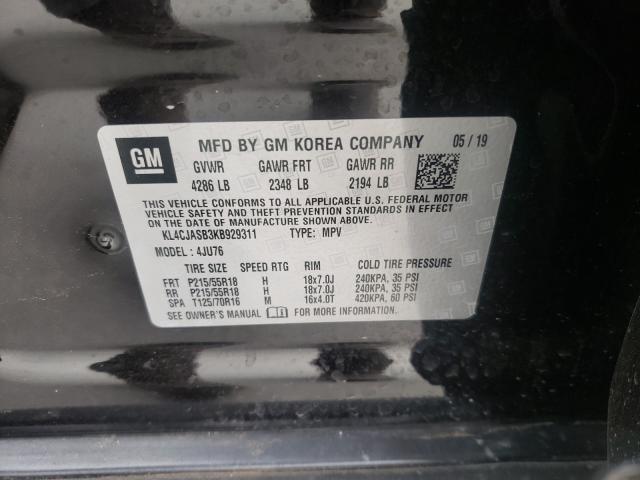 GM
MFD BY GM KOREA COMPANY 05 / 19
GVWR GAWR FRT GAWR RR
4286 LB 2348 LB 2194 LB
THIS VEHICLE CONFORMS TO ALL APPLICABLE U.S. FEDERAL MOTOR
VEHICLE SAFETY AND THEFT PREVENTION STANDARDS IN EFFECT
ON THE DATE OF MANUFACTURE SHOWN ABOVE.
KL4CJASB3KB929311 TYPE: MPV
MODEL : 4JU76
TIRE SIZE SPEED RTG RIM COLD TIRE PRESSURE
FRT P215/55R18 H 18x7.0J 240KPA, 35 PSI
RR P215/55R18 H 18x7.0J 240KPA, 35 PSI
SPA T125/70R16 M 16x4.0T 420KPA, 60 PSI
SEE OWNER'S MANUAL FOR MORE INFORMATION.